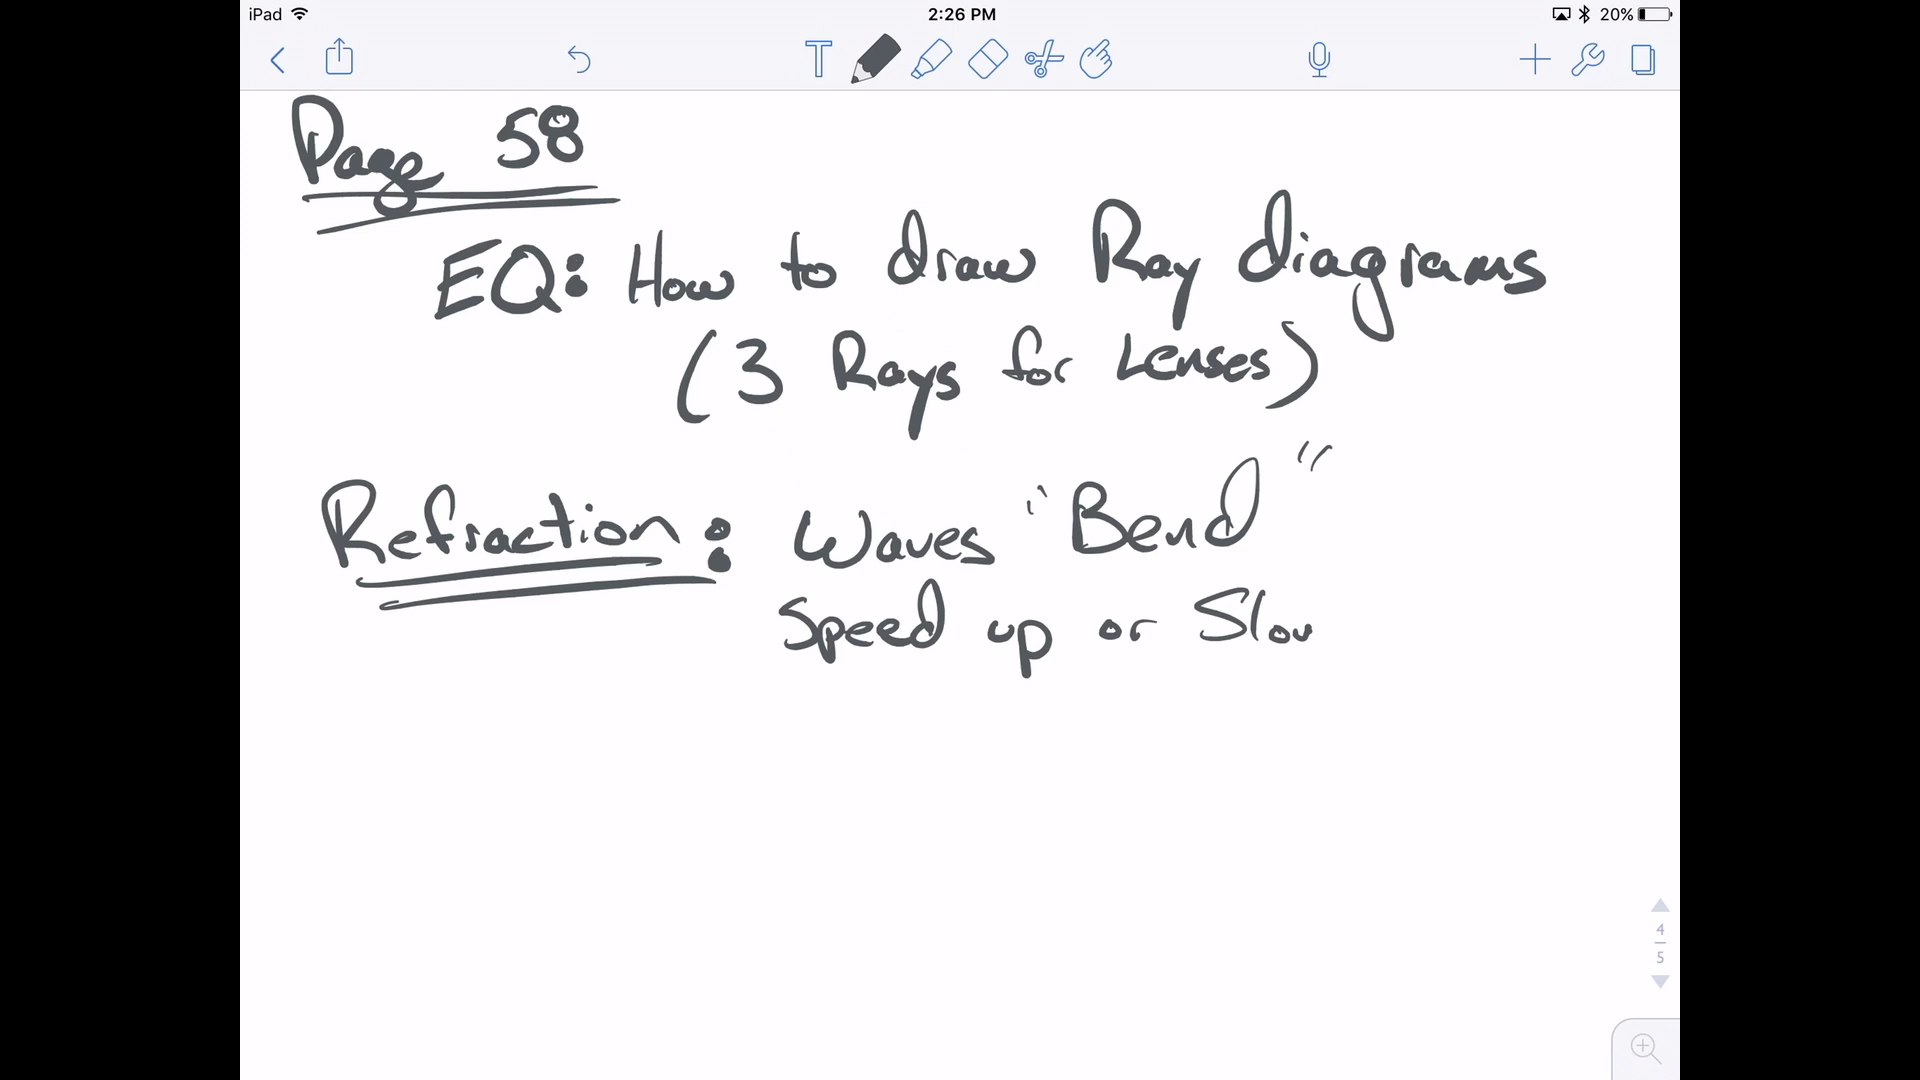 iPad 2:26 PM 20%
T
Page 58
EQ: How to draw Ray diagrams
(3 Rays for Lenses)
Refraction: Waves "Bend"
Speed up or Slow
4
5